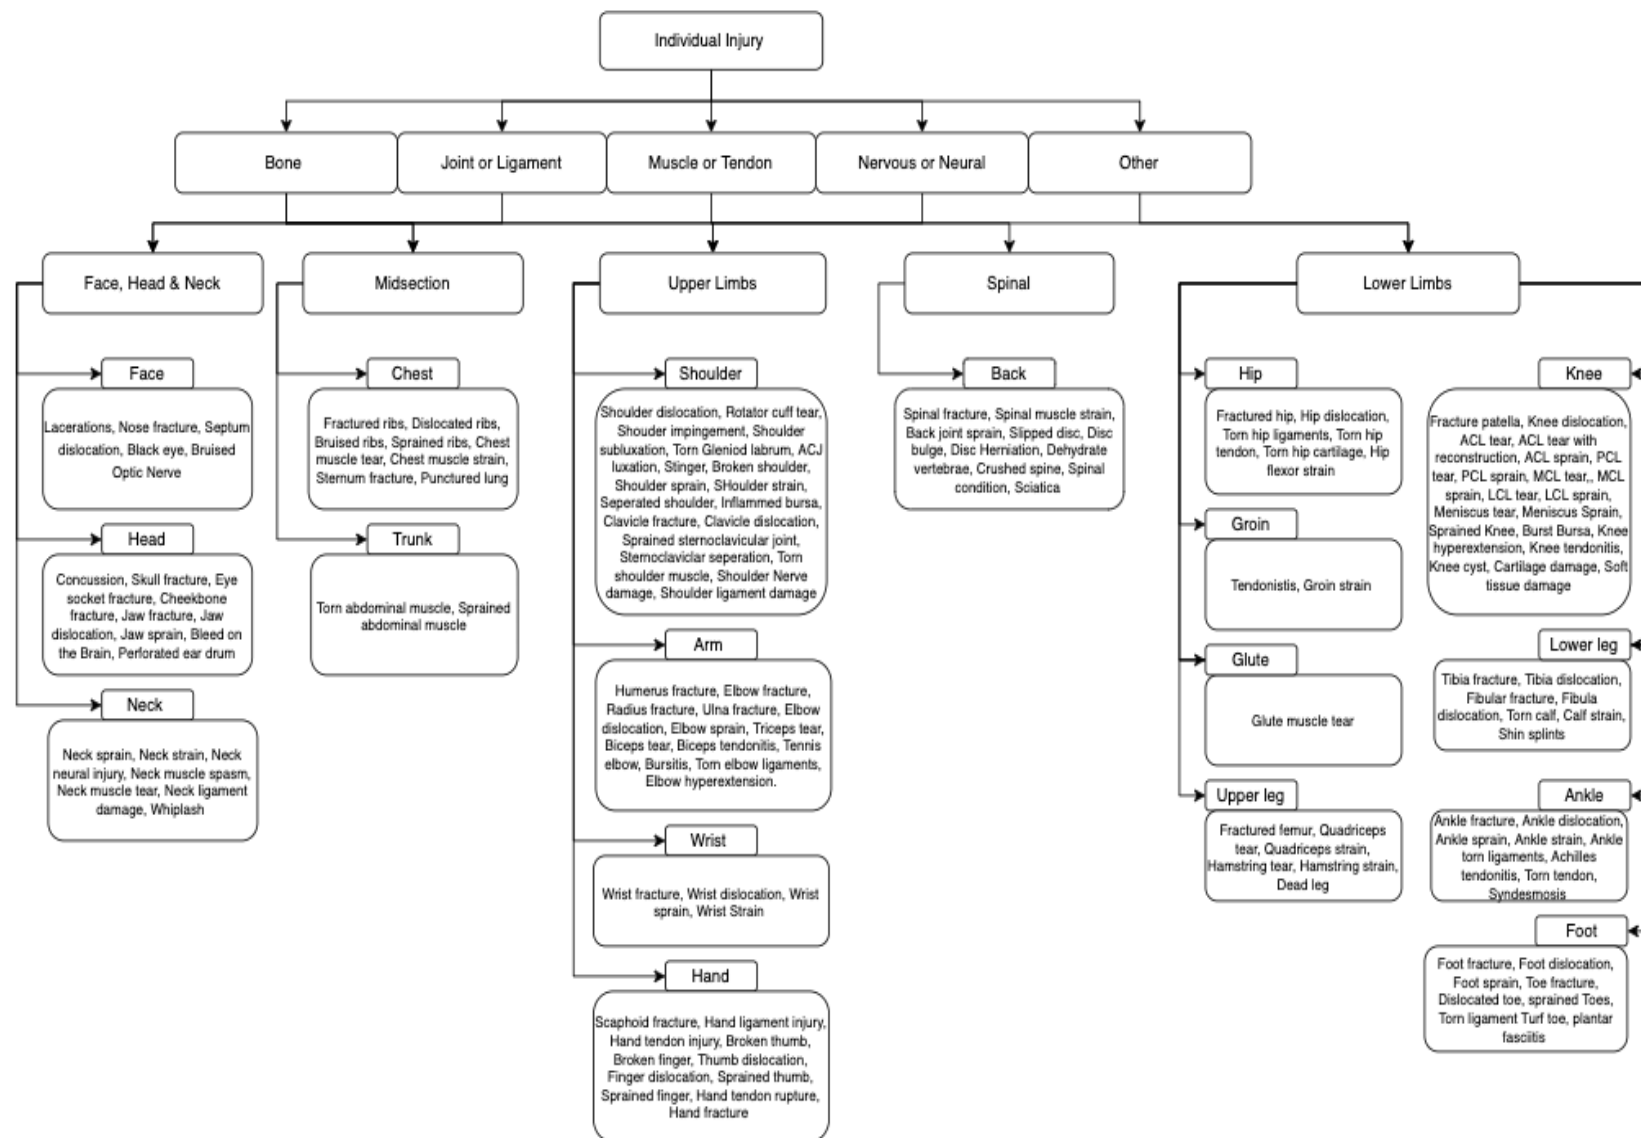 Individual Injury
Bone
Joint or Ligament
Muscle or Tendon
Nervous or Neural
Other
Face, Head & Neck
Midsection
Upper Limbs
Spinal
Lower Limbs
Face
Lacerations, Nose fracture, Septum
dislocation, Black eye, Bruised
Optic Nerve
Head
Concussion, Skull fracture, Eye
socket fracture, Cheekbone
fracture, Jaw fracture, Jaw
dislocation, Jaw sprain, Bleed on
the Brain, Perforated ear drum
Neck
Neck sprain, Neck strain, Neck
neural injury, Neck muscle spasm,
Neck muscle tear, Neck ligament
damage, Whiplash
Chest
Fractured ribs, Dislocated ribs,
Bruised ribs, Sprained ribs, Chest
muscle tear, Chest muscle strain,
Sternum fracture, Punctured lung
Trunk
Torn abdominal muscle, Sprained
abdominal muscle
Shoulder
Shoulder dislocation, Rotator cuff tear,
Shouder impingement, Shoulder
subluxation, Torn Gleniod labrum, ACJ
luxation, Stinger, Broken shoulder,
Shoulder sprain, SHoulder strain,
Seperated shoulder, Inflammed bursa,
Clavicle fracture, Clavicle dislocation,
Sprained sternoclavicular joint,
Sternoclaviclar seperation, Torn
shoulder muscle, Shoulder Nerve
damage, Shoulder ligament damage
Arm
Humerus fracture, Elbow fracture,
Radius fracture, Ulna fracture, Elbow
dislocation, Elbow sprain, Triceps tear,
Biceps tear, Biceps tendonitis, Tennis
elbow, Bursitis, Torn elbow ligaments,
Elbow hyperextension.
Wrist
Wrist fracture, Wrist dislocation, Wrist
sprain, Wrist Strain
Hand
Scaphoid fracture, Hand ligament injury,
Hand tendon injury, Broken thumb,
Broken finger, Thumb dislocation,
Finger dislocation, Sprained thumb,
Sprained finger, Hand tendon rupture,
Hand fracture
Back
Spinal fracture, Spinal muscle strain,
Back joint sprain, Slipped disc, Disc
bulge, Disc Herniation, Dehydrate
vertebrae, Crushed spine, Spinal
condition, Sciatica
Hip
Fractured hip, Hip dislocation,
Torn hip ligaments, Torn hip
tendon, Torn hip cartilage, Hip
flexor strain
Groin
Tendonistis, Groin strain
Glute
Glute muscle tear
Upper leg
Fractured femur, Quadriceps
tear, Quadriceps strain,
Hamstring tear, Hamstring strain,
Dead leg
Knee
Fracture patella, Knee dislocation,
ACL tear, ACL tear with
reconstruction, ACL sprain, PCL
tear, PCL sprain, MCL tear,, MCL
sprain, LCL tear, LCL sprain,
Meniscus tear, Meniscus Sprain,
Sprained Knee, Burst Bursa, Knee
hyperextension, Knee tendonitis,
Knee cyst, Cartilage damage, Soft
tissue damage
Lower leg
Tibia fracture, Tibia dislocation,
Fibular fracture, Fibula
dislocation, Torn calf, Calf strain,
Shin splints
Ankle
Ankle fracture, Ankle dislocation,
Ankle sprain, Ankle strain, Ankle
torn ligaments, Achilles
tendonitis, Torn tendon,
Syndesmosis
Foot
Foot fracture, Foot dislocation,
Foot sprain, Toe fracture,
Dislocated toe, sprained Toes,
Torn ligament Turf toe, plantar
fasciitis